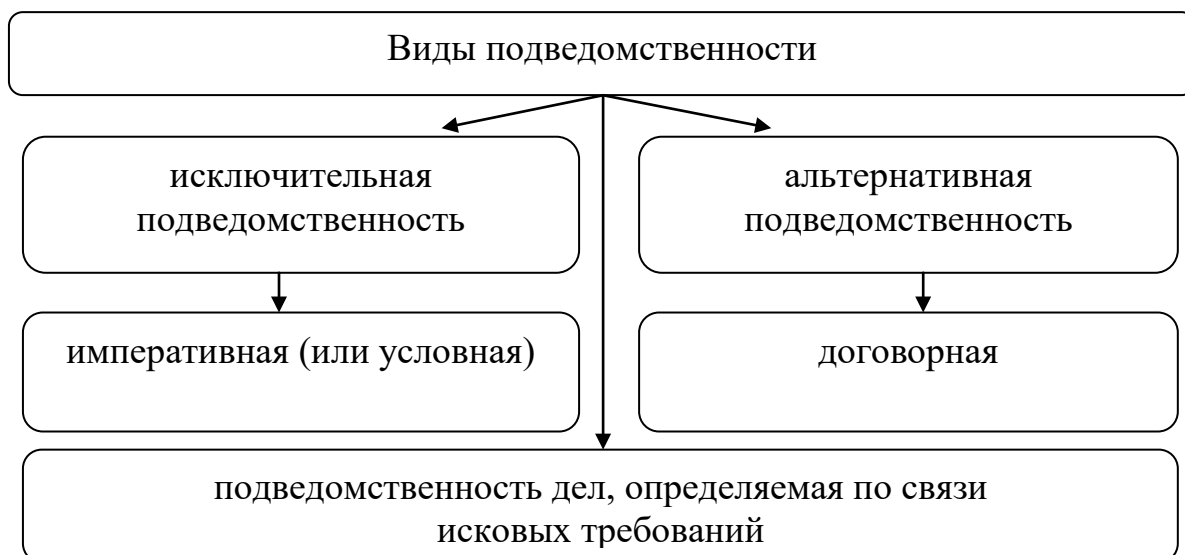 Виды подведомственности
исключительная
подведомственность
альтернативная
подведомственность
императивная (или условная)
договорная
подведомственность дел, определяемая по связи
исковых требований